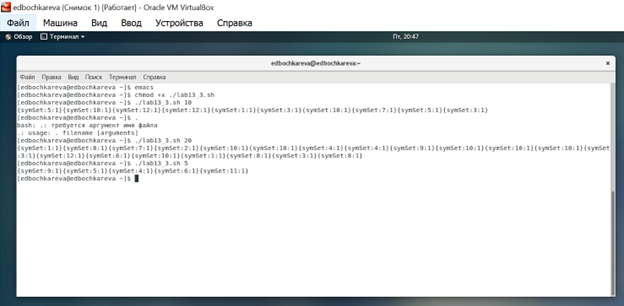 edbochkareva (Снимок 1) [Работает] - Oracle VM VirtualBox
Файл Машина Вид Ввод Устройства Справка
Обзор Терминал Пт, 20:47
edbochkareva@edbochkareva:~
Файл Правка Вид Поиск Терминал Справка
[edbochkareva@edbochkareva ~]$ emacs
[edbochkareva@edbochkareva ~]$ chmod +x ./lab13_3.sh
[edbochkareva@edbochkareva ~]$ ./lab13_3.sh 10
{symSet:5:1}{symSet:10:1}{symSet:12:1}{symSet:12:1}{symSet:1:1}{symSet:3:1}{symSet:10:1}{symSet:7:1}{symSet:5:1}{symSet:3:1}
[edbochkareva@edbochkareva ~]$ .
bash: .: требуется аргумент имя файла
.: usage: . filename [arguments]
[edbochkareva@edbochkareva ~]$ ./lab13_3.sh 20
{symSet:1:1}{symSet:8:1}{symSet:7:1}{symSet:2:1}{symSet:10:1}{symSet:10:1}{symSet:4:1}{symSet:4:1}{symSet:9:1}{symSet:10:1}{symSet:10:1}{symSet:10:1}{symSet
:3:1}{symSet:12:1}{symSet:6:1}{symSet:10:1}{symSet:1:1}{symSet:8:1}{symSet:3:1}{symSet:8:1}
[edbochkareva@edbochkareva ~]$ ./lab13_3.sh 5
{symSet:9:1}{symSet:5:1}{symSet:4:1}{symSet:6:1}{symSet:11:1}
[edbochkareva@edbochkareva ~]$